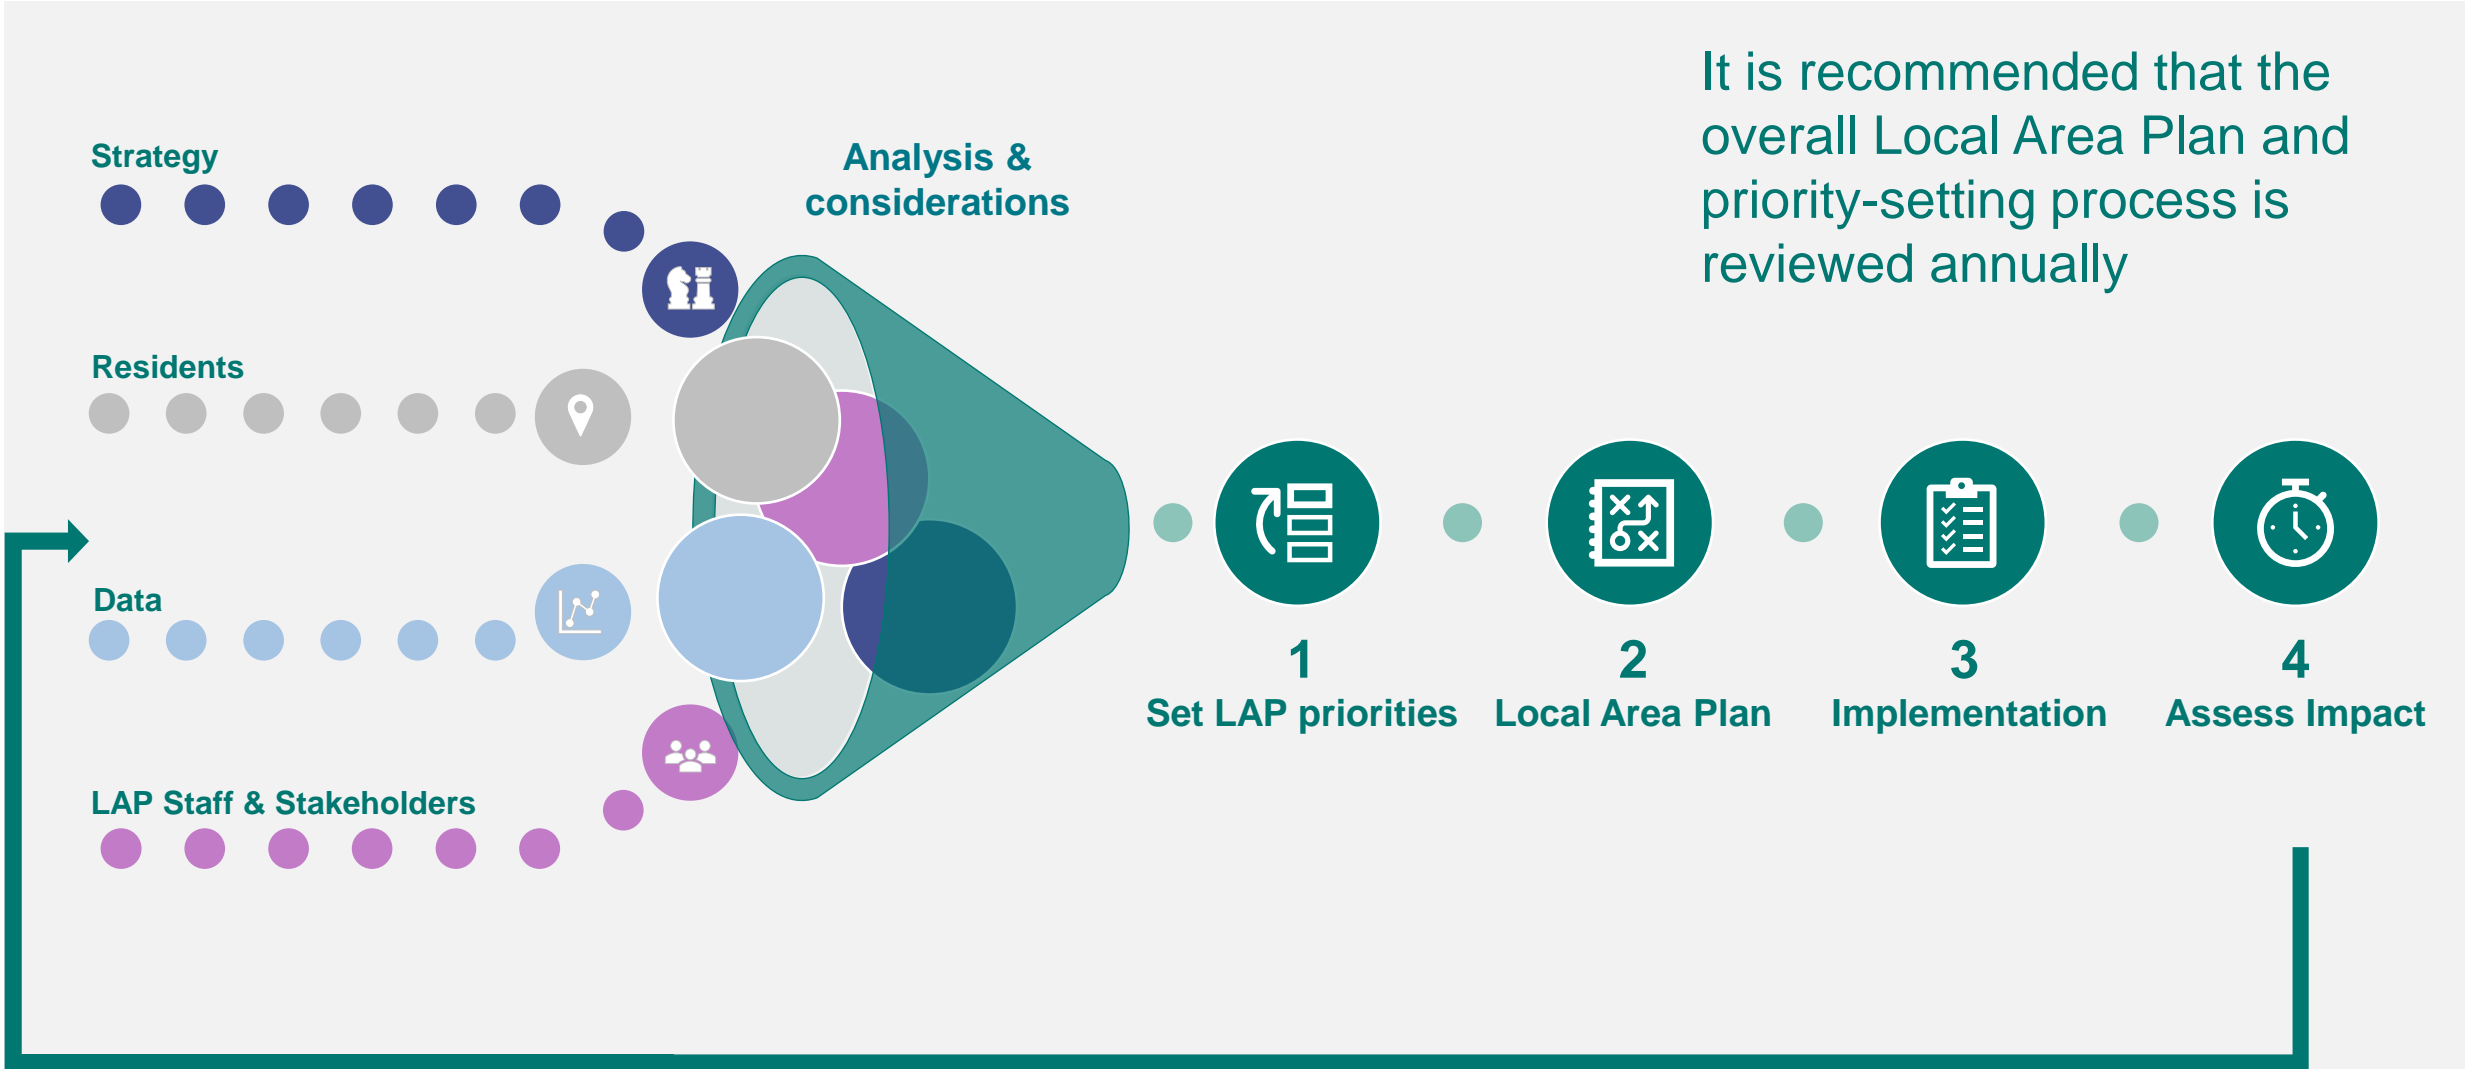 It is recommended that the
overall Local Area Plan and
priority-setting process is
reviewed annually
Strategy
Analysis &
considerations
Residents
Data
LAP Staff & Stakeholders
1
Set LAP priorities
2
Local Area Plan
3
Implementation
4
Assess Impact